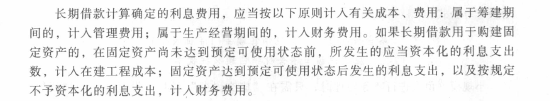 长期借款计算确定的利息费用，应当按以下原则计入有关成本、费用：属于筹建期
间的，计入管理费用；属于生产经营期间的，计入财务费用。如果长期借款用于购建固
定资产的，在固定资产尚未达到预定可使用状态前，所发生的应当资本化的利息支出
数，计入在建工程成本；固定资产达到预定可使用状态后发生的利息支出，以及按规定
不予资本化的利息支出，计入财务费用。